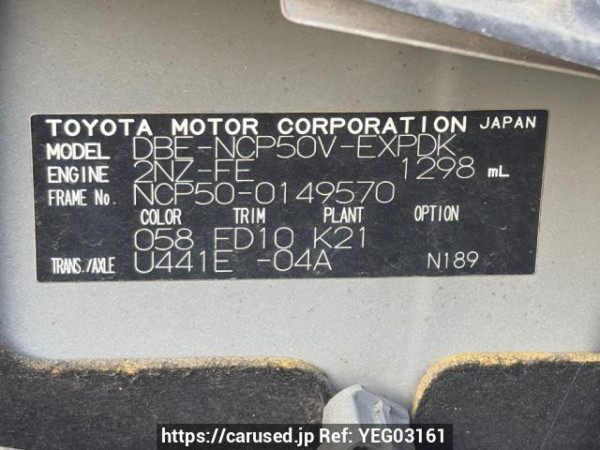 TOYOTA MOTOR CORPORATION JAPAN
MODEL DBE-NCP50V-EXPDK
ENGINE 2NZ-FE 1298 mL
FRAME No. NCP50-0149570
COLOR TRIM PLANT OPTION
058 FD10 K21
TRANS./AXLE U441E -04A N189
https://carused.jp Ref: YEG03161